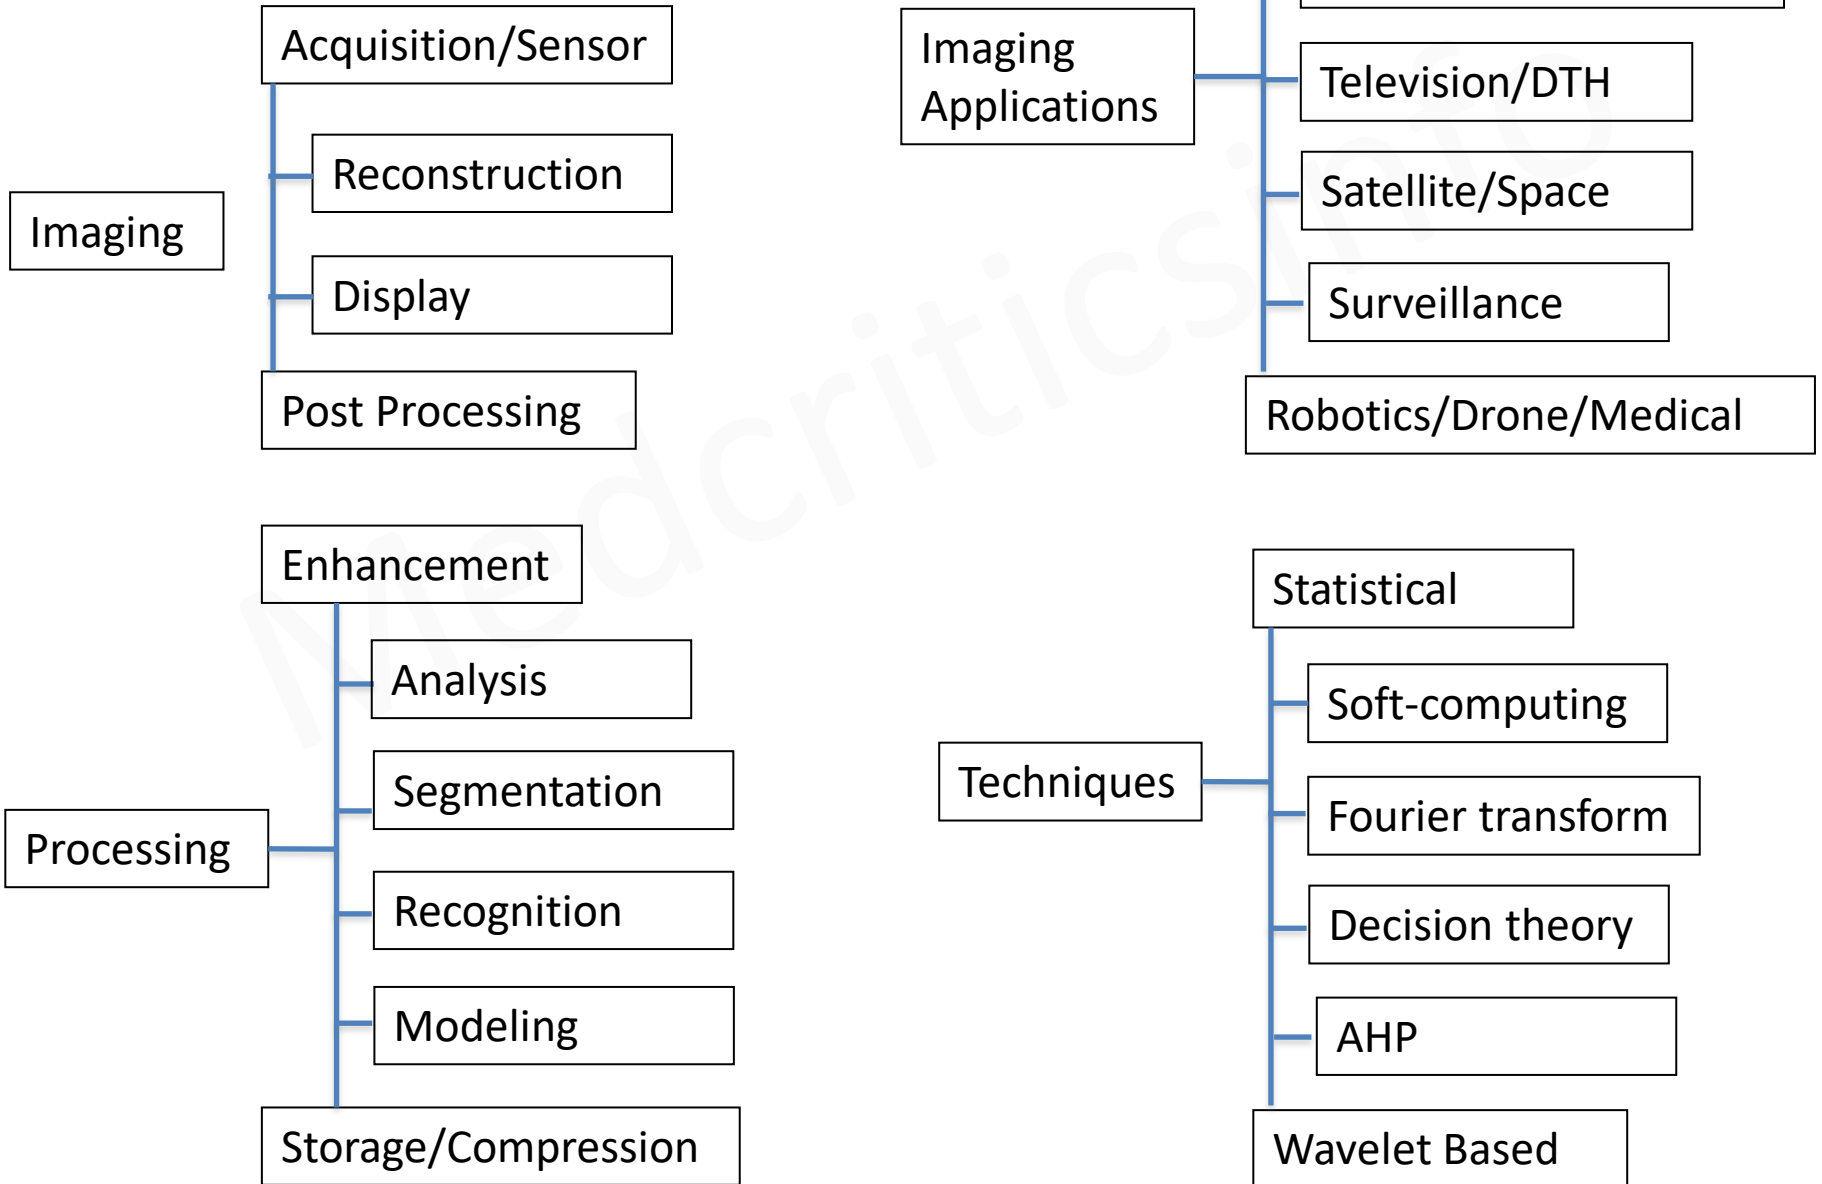 Acquisition/Sensor
Reconstruction
Imaging
Display
Post Processing
Imaging
Applications
Television/DTH
Satellite/Space
Surveillance
Robotics/Drone/Medical
Enhancement
Analysis
Segmentation
Processing
Recognition
Modeling
Storage/Compression
Statistical
Soft-computing
Techniques
Fourier transform
Decision theory
AHP
Wavelet Based
Medcriticsinfo